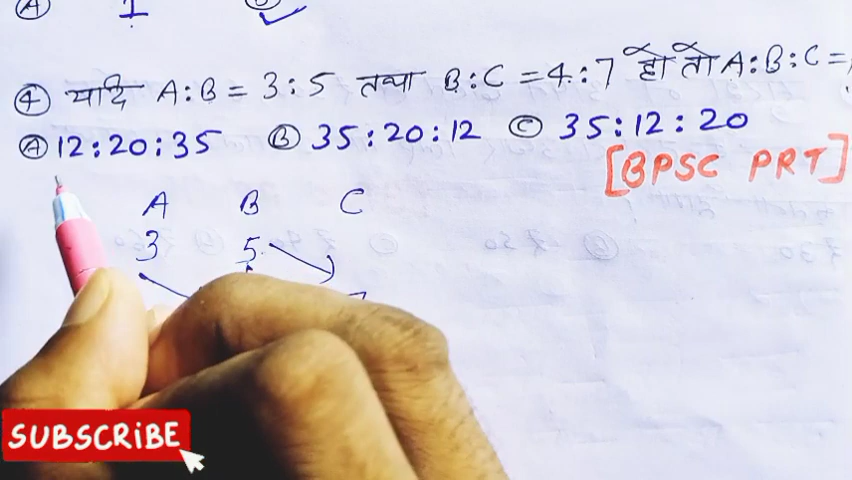 Ⓐ 1
④ यदि A:B = 3:5 तथा B:C = 4:7 हो तो A:B:C =
Ⓐ 12:20:35 Ⓑ 35:20:12 Ⓒ 35:12:20
[BPSC PRT]
A B C
3 5
SUBSCRIBE